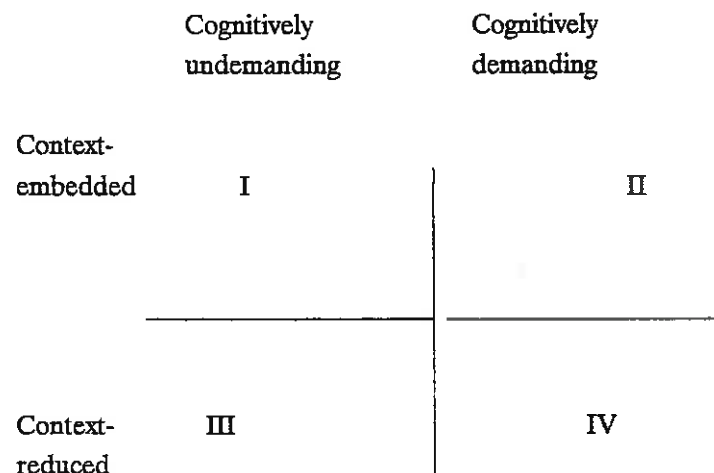 Cognitively
undemanding
Cognitively
demanding
Context-
embedded
I
II
Context-
reduced
III
IV